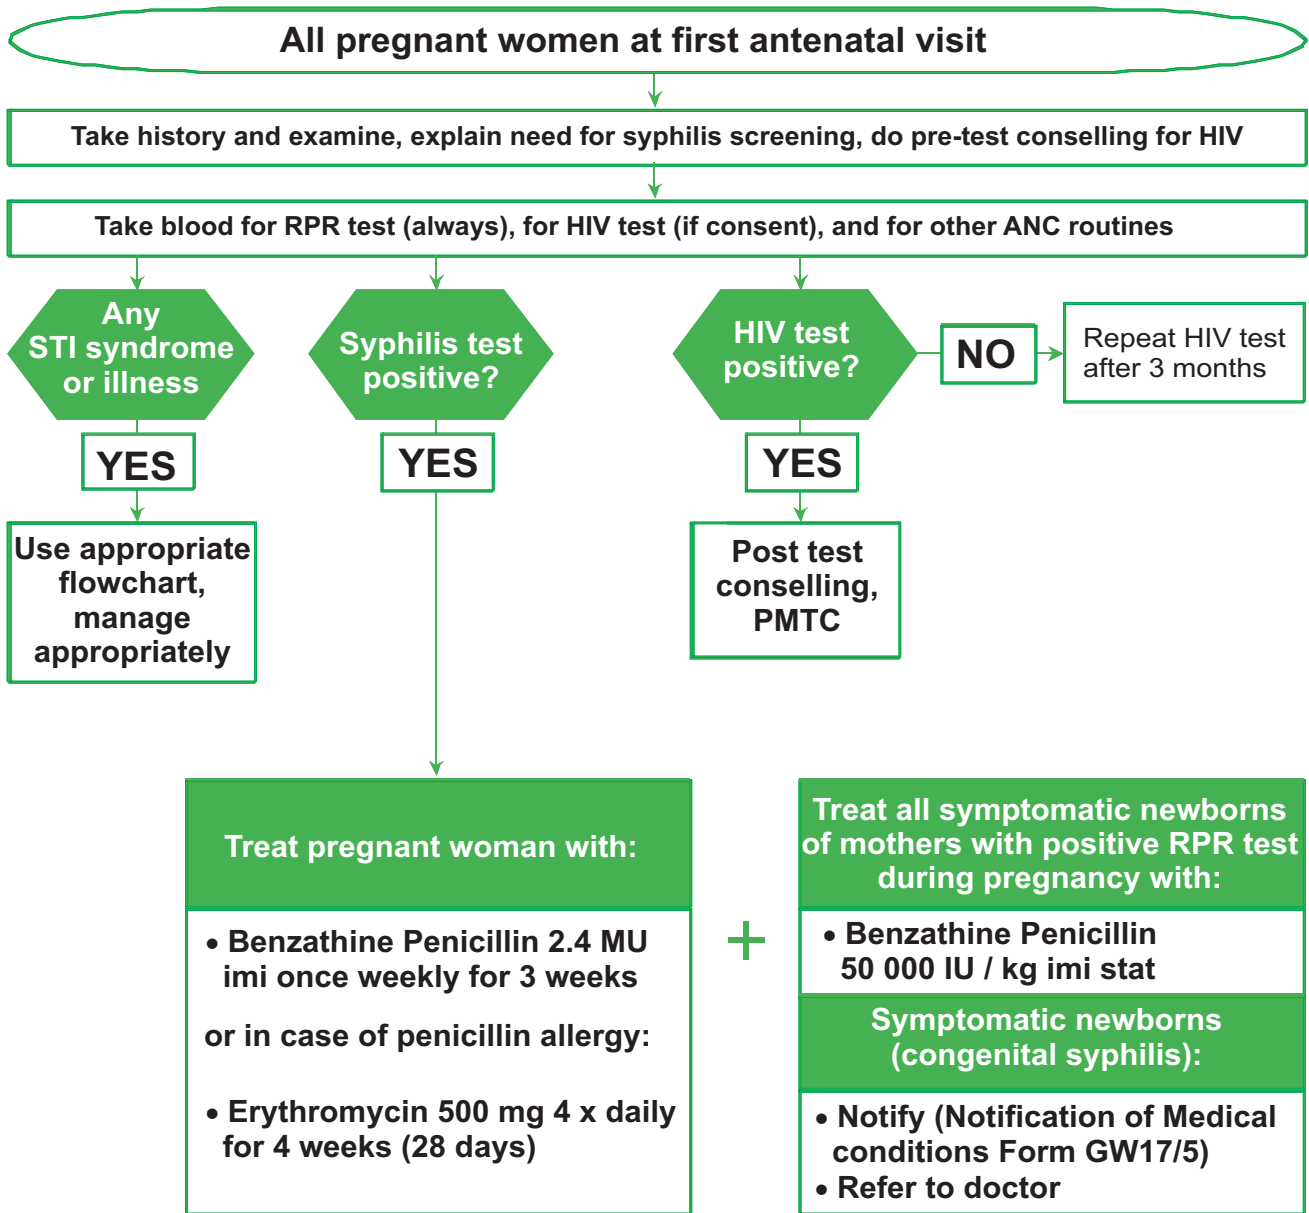 All pregnant women at first antenatal visit
Take history and examine, explain need for syphilis screening, do pre-test conselling for HIV
Take blood for RPR test (always), for HIV test (if consent), and for other ANC routines
Any
STI syndrome
or illness
YES
Use appropriate
flowchart,
manage
appropriately
Syphilis test
positive?
YES
HIV test
positive?
NO
Repeat HIV test
after 3 months
YES
Post test
conselling,
PMTC
Treat pregnant woman with:
• Benzathine Penicillin 2.4 MU
imi once weekly for 3 weeks
or in case of penicillin allergy:
• Erythromycin 500 mg 4 x daily
for 4 weeks (28 days)
+
Treat all symptomatic newborns
of mothers with positive RPR test
during pregnancy with:
• Benzathine Penicillin
50 000 IU / kg imi stat
Symptomatic newborns
(congenital syphilis):
• Notify (Notification of Medical
conditions Form GW17/5)
• Refer to doctor